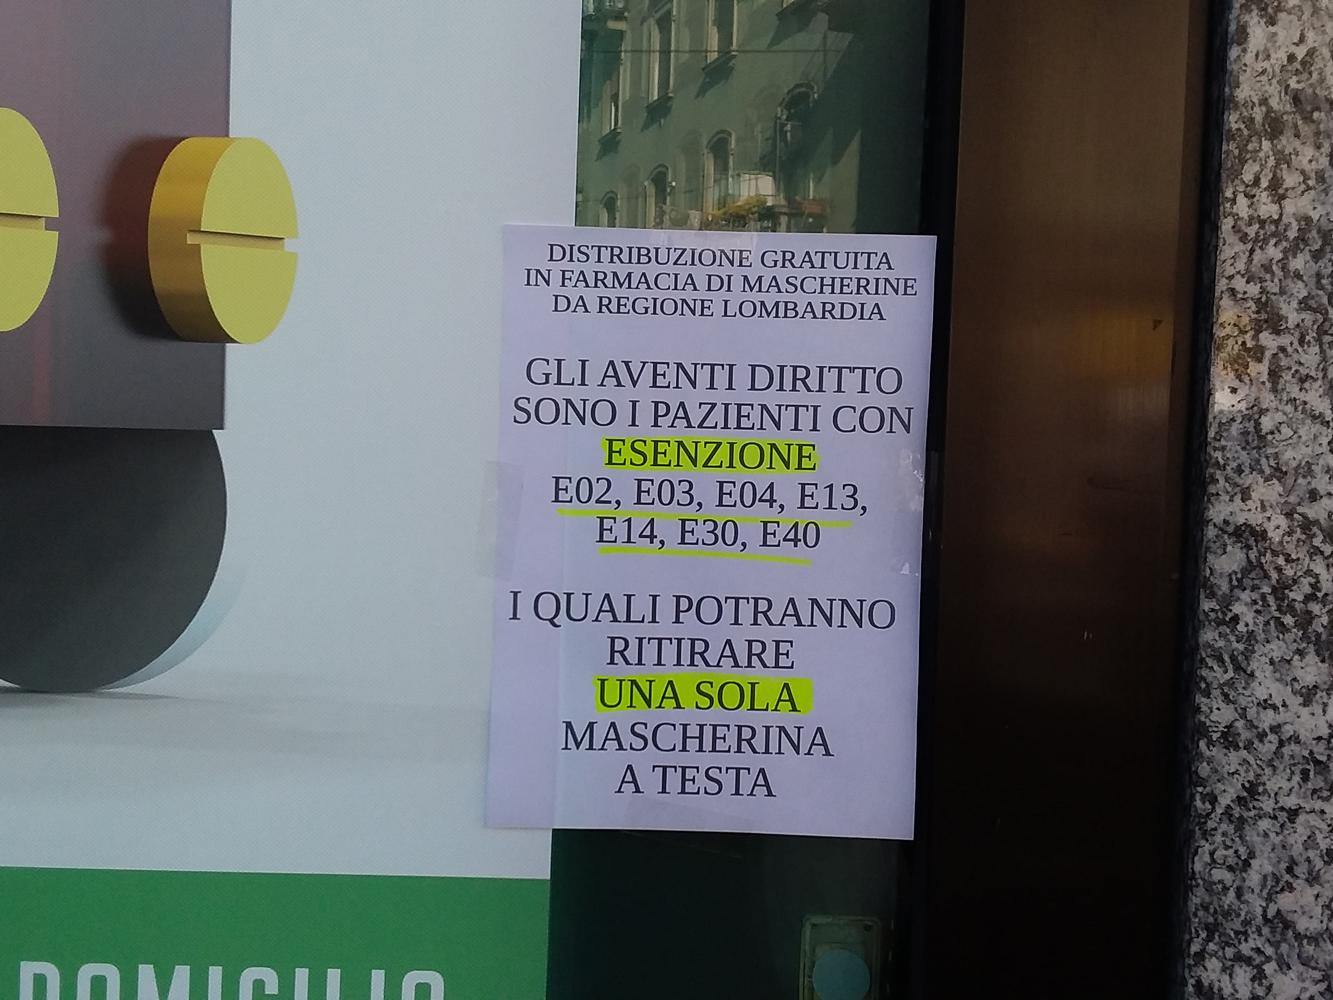 DISTRIBUZIONE GRATUITA
IN FARMACIA DI MASCHERINE
DA REGIONE LOMBARDIA
GLI AVENTI DIRITTO
SONO I PAZIENTI CON
ESENZIONE
E02, E03, E04, E13,
E14, E30, E40
I QUALI POTRANNO
RITIRARE
UNA SOLA
MASCHERINA
A TESTA
DOMICILIO